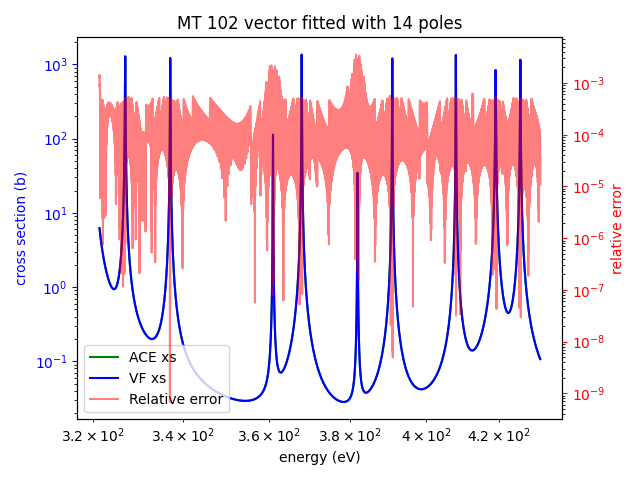 MT 102 vector fitted with 14 poles
cross section (b)
10³
10²
10¹
10⁰
10⁻¹
relative error
10⁻³
10⁻⁴
10⁻⁵
10⁻⁶
10⁻⁷
10⁻⁸
10⁻⁹
ACE xs
VF xs
Relative error
3.2 × 10² 3.4 × 10² 3.6 × 10² 3.8 × 10² 4 × 10² 4.2 × 10²
energy (eV)